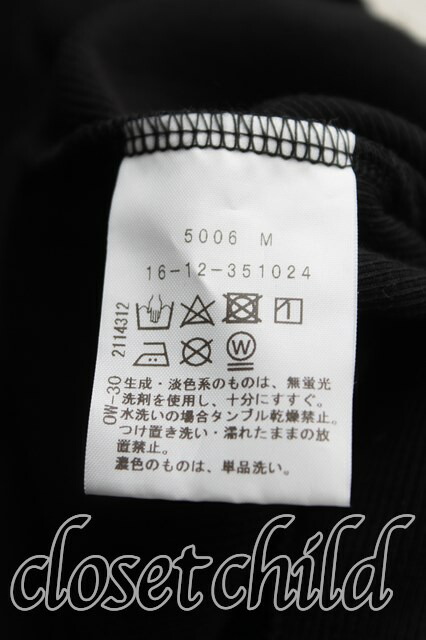 5006 M
16-12-351024
W
2114312
OW-30
生成・淡色系のものは、無蛍光
洗剤を使用し、十分にすすぐ。
水洗いの場合タンブル乾燥禁止。
つけ置き洗い・濡れたままの放
置禁止。
濃色のものは、単品洗い。
closet child